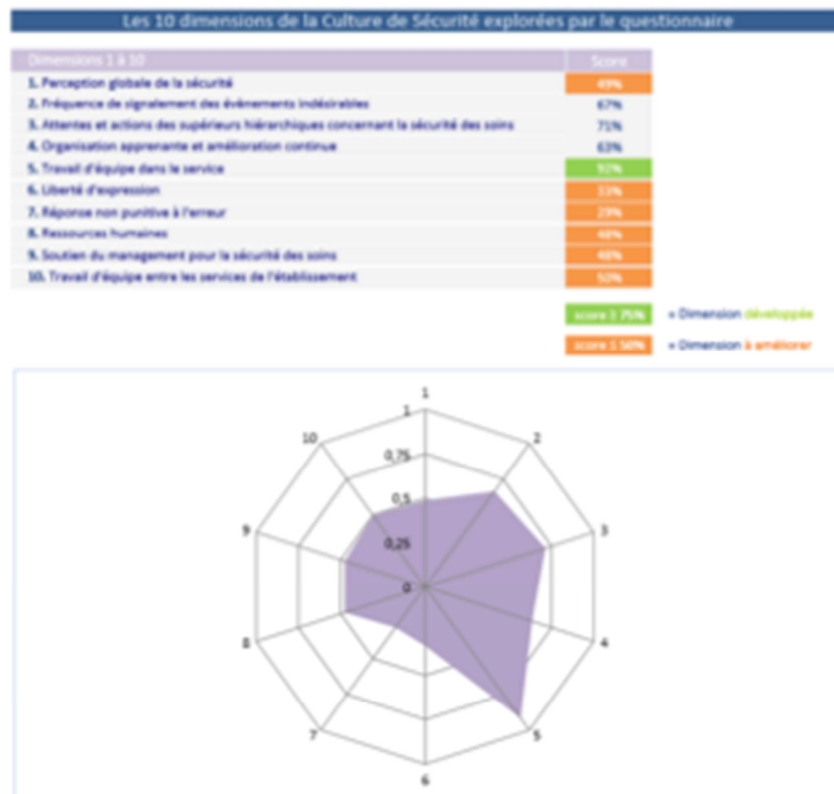 Les 10 dimensions de la Culture de Sécurité explorées par le questionnaire
Dimensions 1 à 10 Score
1. Perception globale de la sécurité 49%
2. Fréquence de signalement des évènements indésirables 67%
3. Attentes et actions des supérieurs hiérarchiques concernant la sécurité des soins 71%
4. Organisation apprenante et amélioration continue 63%
5. Travail d'équipe dans le service 92%
6. Liberté d'expression 33%
7. Réponse non punitive à l'erreur 29%
8. Ressources humaines 48%
9. Soutien du management pour la sécurité des soins 48%
10. Travail d'équipe entre les services de l'établissement 50%
score ≥ 75% = Dimension développée
score ≤ 50% = Dimension à améliorer
1
1
10 2
0,75
0,5
9 3
0,25
0
8 4
7 5
6